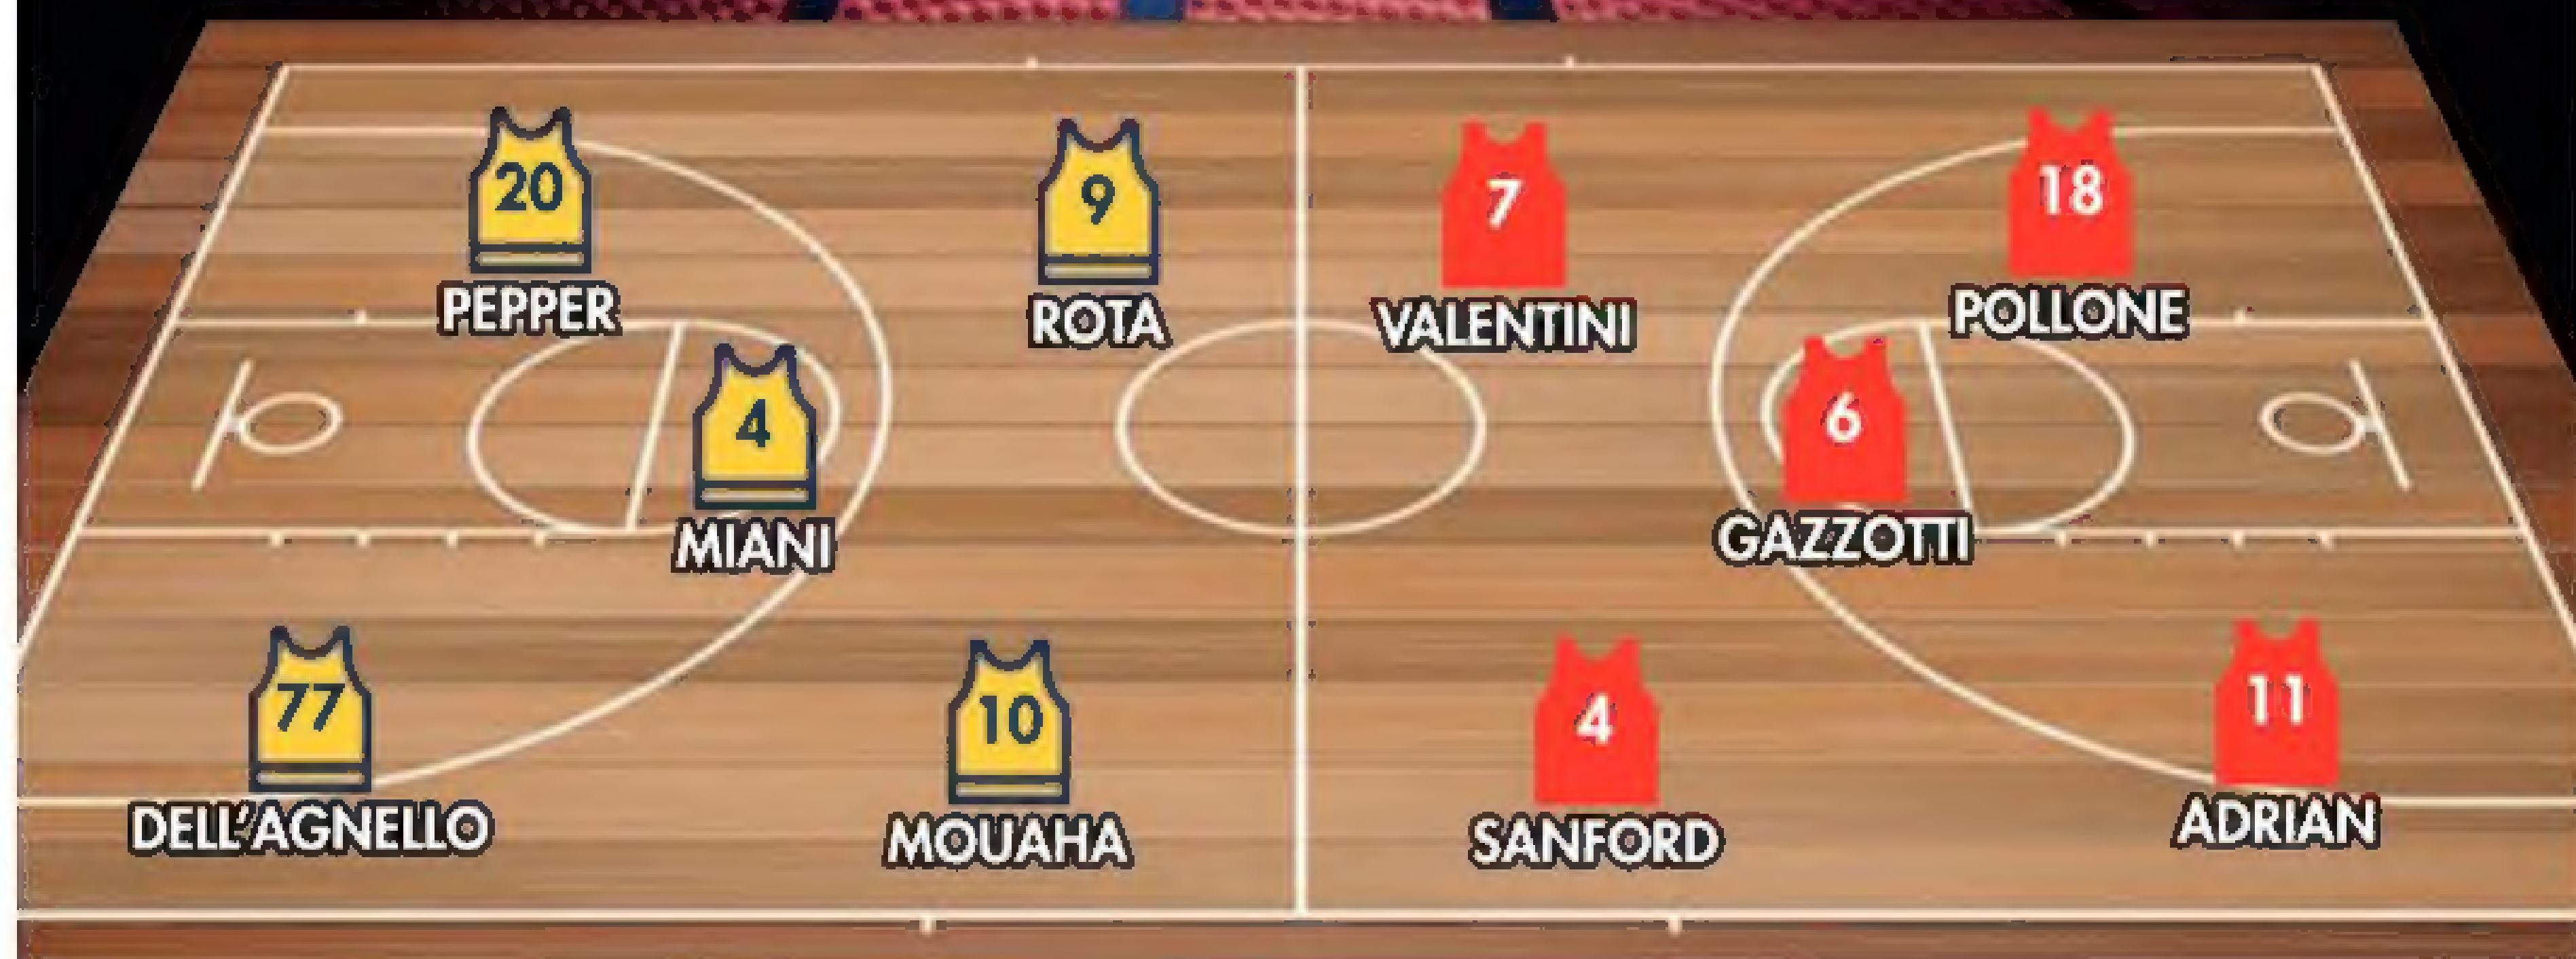 20
PEPPER
9
ROTA
7
VALENTINI
18
POLLONE
4
MIANI
6
GAZZOTTI
77
DELL'AGNELLO
10
MOUAHA
4
SANFORD
11
ADRIAN